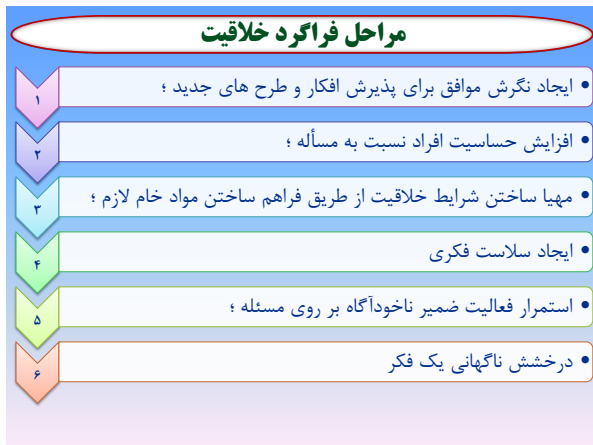 مراحل فراگرد خلاقیت
۱ • ایجاد نگرش موافق برای پذیرش افکار و طرح های جدید ؛
۲ • افزایش حساسیت افراد نسبت به مسأله ؛
۳ • مهیا ساختن شرایط خلاقیت از طریق فراهم ساختن مواد خام لازم ؛
۴ • ایجاد سلاست فکری
۵ • استمرار فعالیت ضمیر ناخودآگاه بر روی مسئله ؛
۶ • درخشش ناگهانی یک فکر